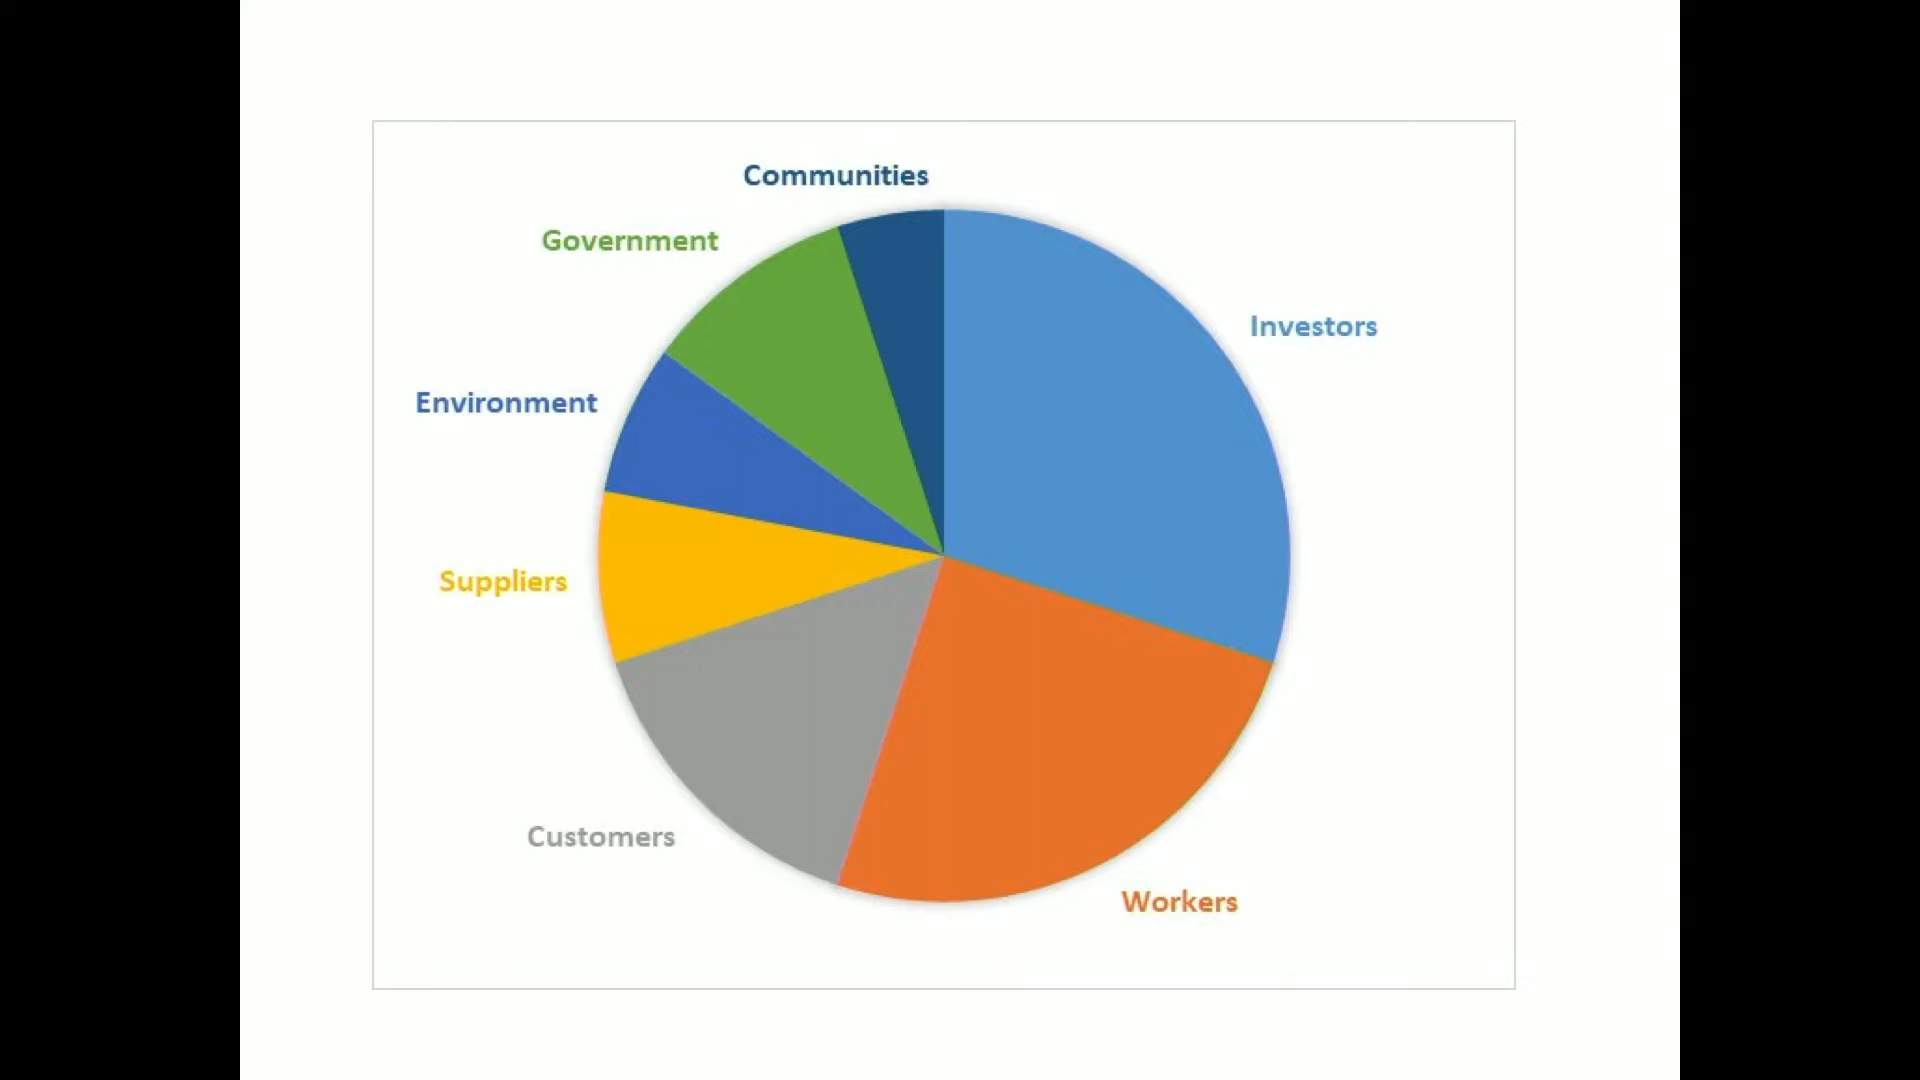 Communities
Government
Investors
Environment
Suppliers
Customers
Workers